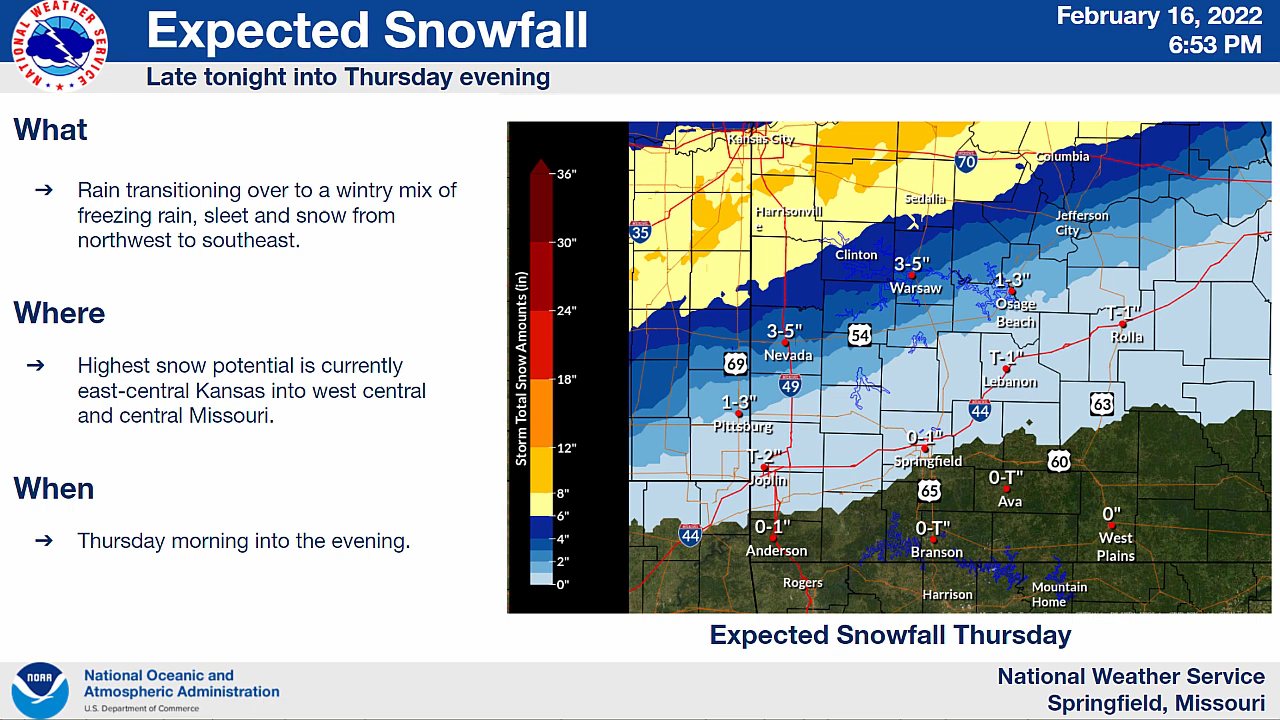 NATIONAL WEATHER SERVICE
Expected Snowfall
February 16, 2022
6:53 PM
Late tonight into Thursday evening
What
➔ Rain transitioning over to a wintry mix of
freezing rain, sleet and snow from
northwest to southeast.
Where
➔ Highest snow potential is currently
east-central Kansas into west central
and central Missouri.
When
➔ Thursday morning into the evening.
Storm Total Snow Amounts (in)
36"
30"
24"
18"
12"
8"
6"
4"
2"
0"
Kansas City
70
Columbia
Sedalia
Harrisonvill
e
35
Jefferson
City
Clinton
3-5"
Warsaw
1-3"
Osage
Beach
T-1"
Rolla
3-5"
Nevada
54
69
49
T-1"
Lebanon
1-3"
Pittsburg
44
63
0-1"
Springfield
T-2"
Joplin
60
65
0-T"
Ava
44
0-1"
Anderson
0-T"
Branson
0"
West
Plains
Rogers
Harrison
Mountain
Home
Expected Snowfall Thursday
NOAA
National Oceanic and
Atmospheric Administration
U.S. Department of Commerce
National Weather Service
Springfield, Missouri